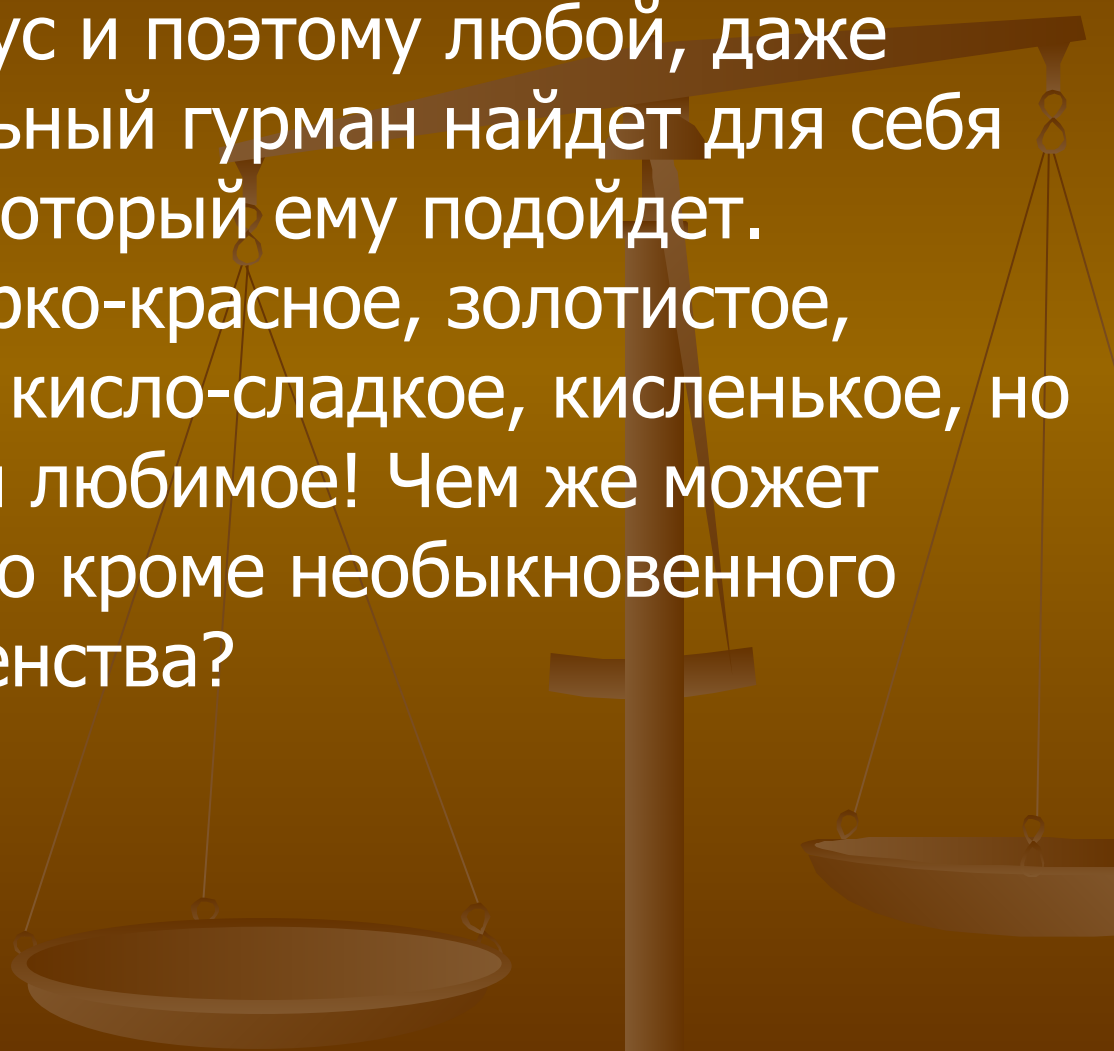 ус и поэтому любой, даже
ьный гурман найдет для себя
оторый ему подойдет.
рко-красное, золотистое,
кисло-сладкое, кисленькое, но
любимое! Чем же может
о кроме необыкновенного
енства?